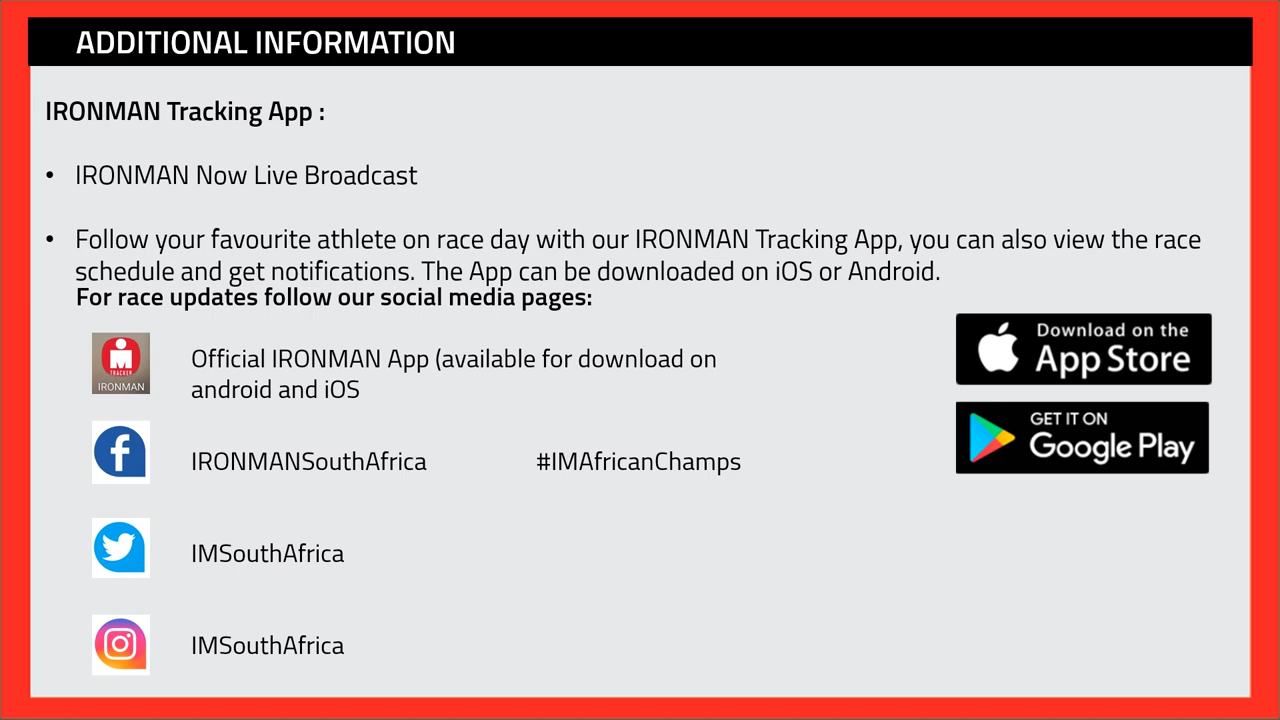 ADDITIONAL INFORMATION
IRONMAN Tracking App :
• IRONMAN Now Live Broadcast
• Follow your favourite athlete on race day with our IRONMAN Tracking App, you can also view the race
schedule and get notifications. The App can be downloaded on iOS or Android.
For race updates follow our social media pages:
TRACKER
IRONMAN
Official IRONMAN App (available for download on
android and iOS
Download on the
App Store
GET IT ON
Google Play
IRONMANSouthAfrica #IMAfricanChamps
IMSouthAfrica
IMSouthAfrica